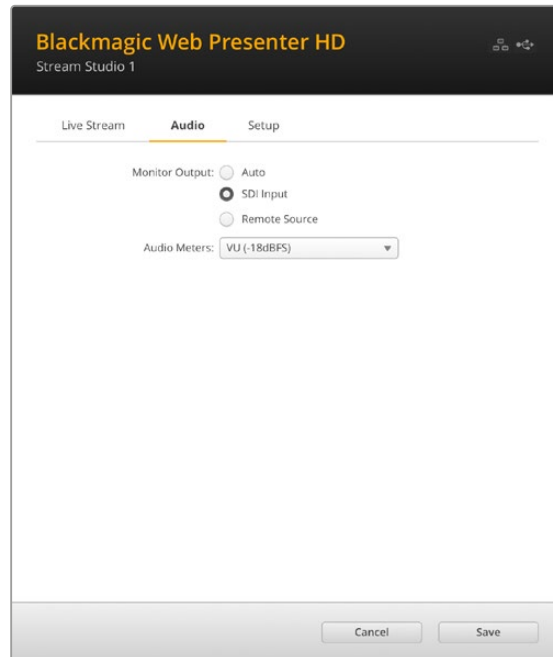 Blackmagic Web Presenter HD
Stream Studio 1
Live Stream Audio Setup
Monitor Output: Auto
SDI Input
Remote Source
Audio Meters: VU (-18dBFS)
Cancel Save